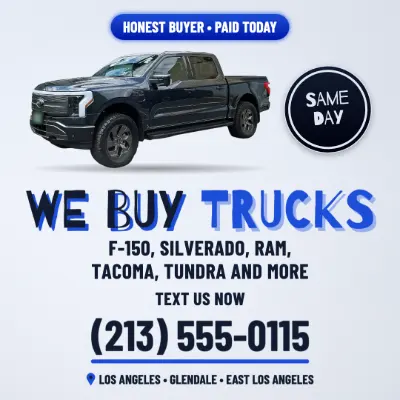 HONEST BUYER • PAID TODAY
SAME
DAY
WE BUY TRUCKS
F-150, SILVERADO, RAM,
TACOMA, TUNDRA AND MORE
TEXT US NOW
(213) 555-0115
LOS ANGELES • GLENDALE • EAST LOS ANGELES